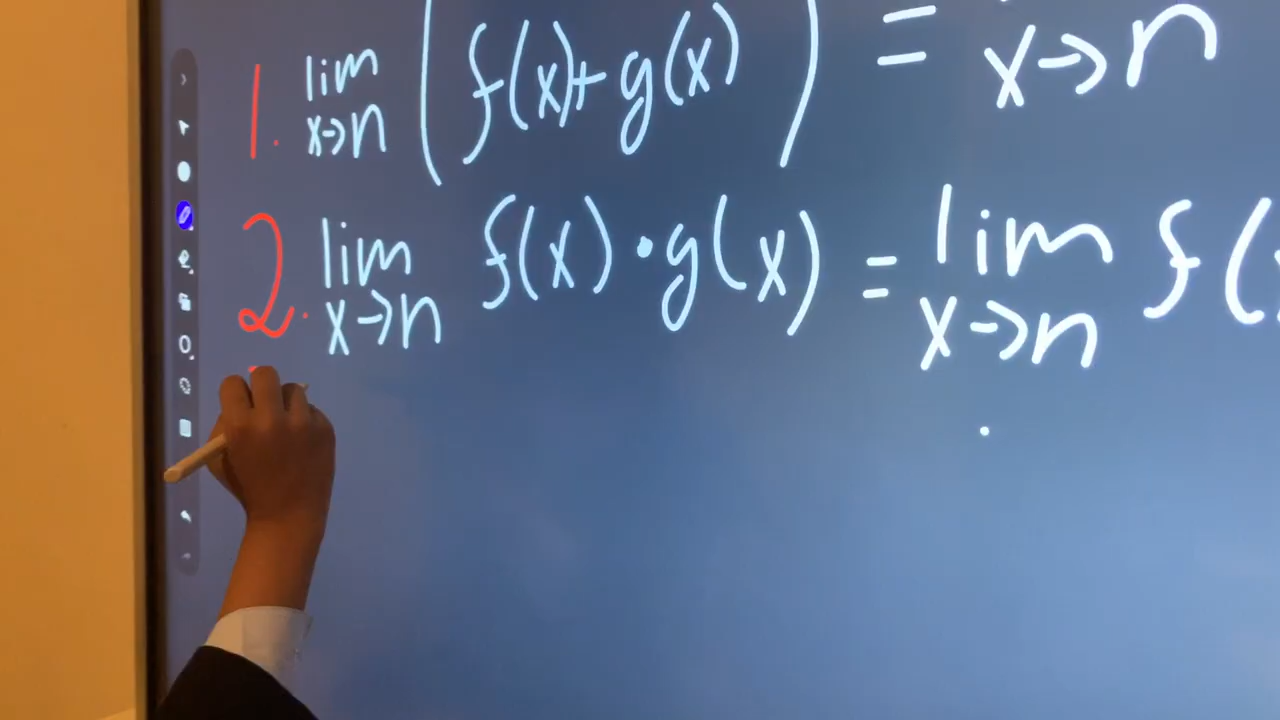 1. lim x→n (f(x)+g(x)) = x→n
2. lim x→n f(x)·g(x) = lim x→n f(